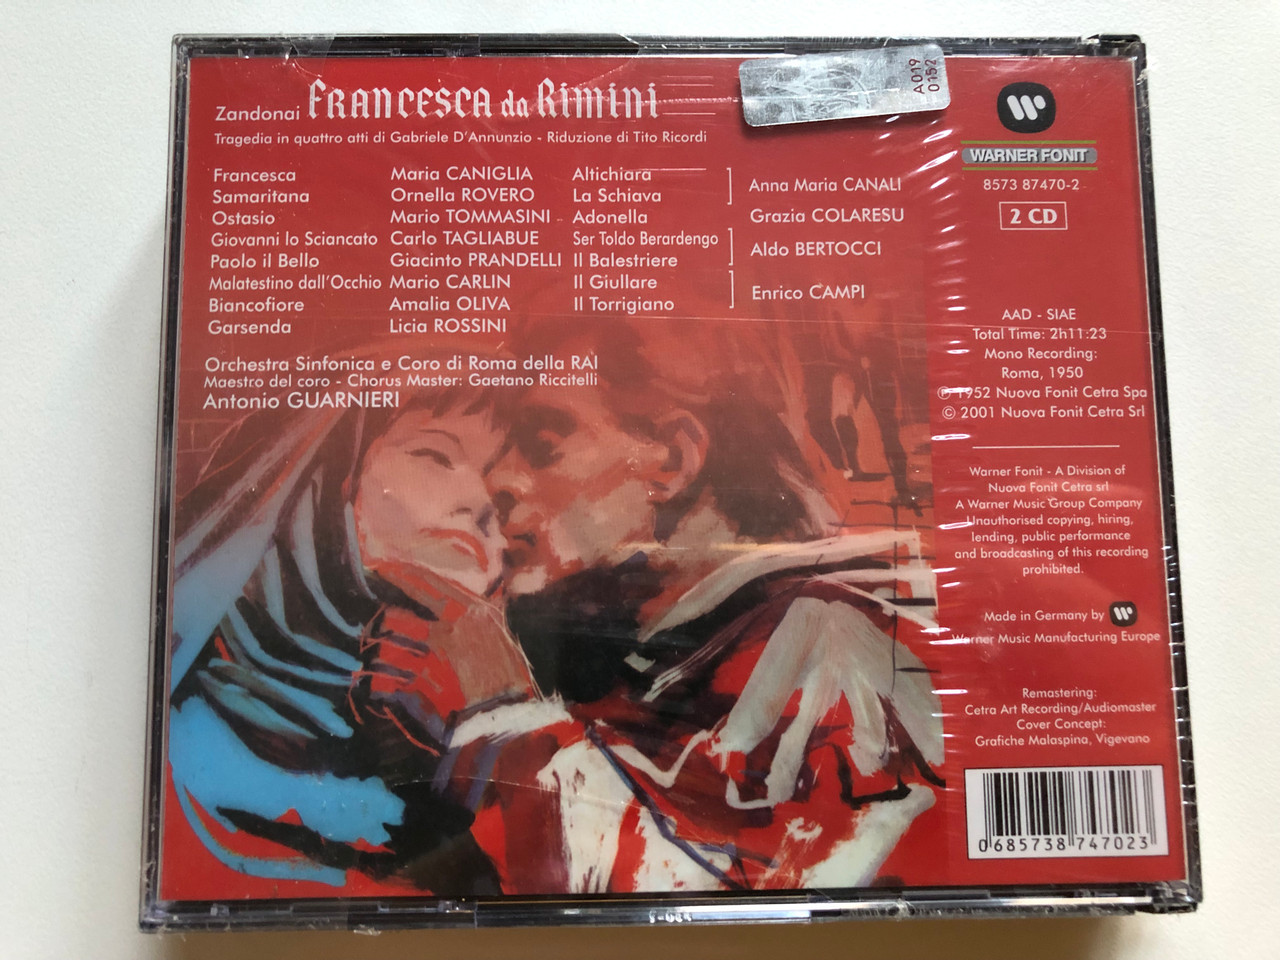 Zandonai Francesca da Rimini
Tragedia in quattro atti di Gabriele D'Annunzio - Riduzione di Tito Ricordi
Francesca Maria CANIGLIA
Samaritana Ornella ROVERO
Ostasio Mario TOMMASINI
Giovanni lo Sciancato Carlo TAGLIABUE
Paolo il Bello Giacinto PRANDELLI
Malatestino dall'Occhio Mario CARLIN
Biancofiore Amalia OLIVA
Garsenda Licia ROSSINI
Altichiara
La Schiava
Anna Maria CANALI
Adonella Grazia COLARESU
Ser Toldo Berardengo
Il Balestriere
Aldo BERTOCCI
Il Giullare
Il Torrigiano
Enrico CAMPI
Orchestra Sinfonica e Coro di Roma della RAI
Maestro del coro - Chorus Master: Gaetano Riccitelli
Antonio GUARNIERI
A019
0152
WARNER FONIT
8573 87470-2
2 CD
AAD - SIAE
Total Time: 2h11:23
Mono Recording:
Roma, 1950
℗ 1952 Nuova Fonit Cetra Spa
© 2001 Nuova Fonit Cetra Srl
Warner Fonit - A Division of
Nuova Fonit Cetra srl
A Warner Music Group Company
Unauthorised copying, hiring,
lending, public performance
and broadcasting of this recording
prohibited.
Made in Germany by
Warner Music Manufacturing Europe
Remastering:
Cetra Art Recording/Audiomaster
Cover Concept:
Grafiche Malaspina, Vigevano
0 685738 747023